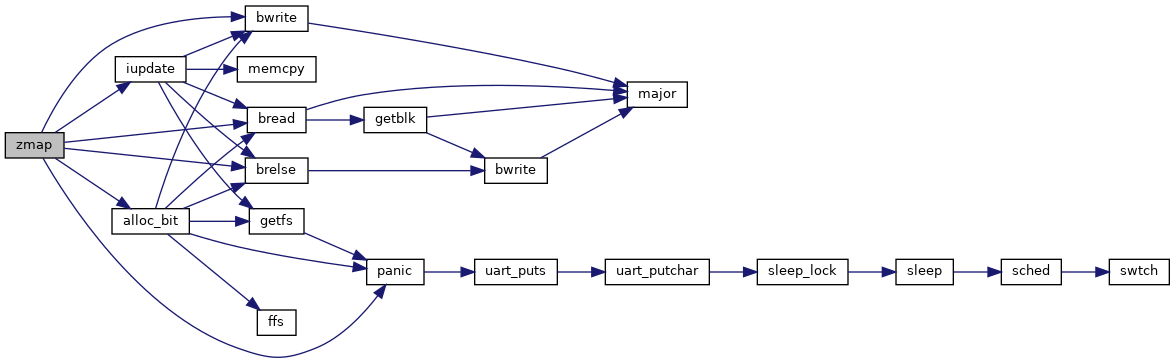 zmap
bwrite
iupdate
memcpy
bread
brelse
alloc_bit
getfs
ffs
getblk
bwrite
major
panic
uart_puts
uart_putchar
sleep_lock
sleep
sched
swtch